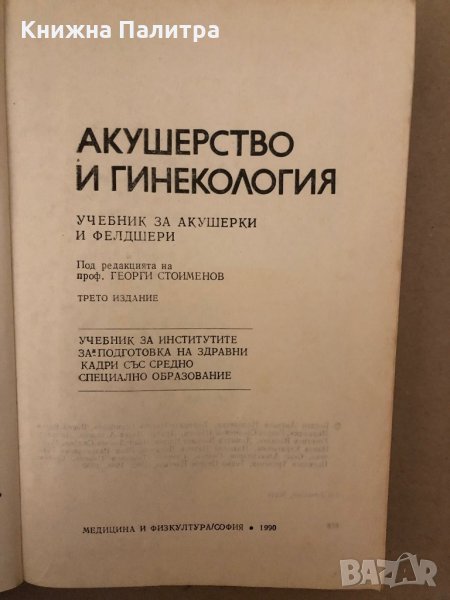 Книжна Палитра
АКУШЕРСТВО
И ГИНЕКОЛОГИЯ
УЧЕБНИК ЗА АКУШЕРКИ
И ФЕЛДШЕРИ
Под редакцията на
проф. ГЕОРГИ СТОИМЕНОВ
ТРЕТО ИЗДАНИЕ
УЧЕБНИК ЗА ИНСТИТУТИТЕ
ЗА ПОДГОТОВКА НА ЗДРАВНИ
КАДРИ СЪС СРЕДНО
СПЕЦИАЛНО ОБРАЗОВАНИЕ
МЕДИЦИНА И ФИЗКУЛТУРА/СОФИЯ • 1990
BAZAR